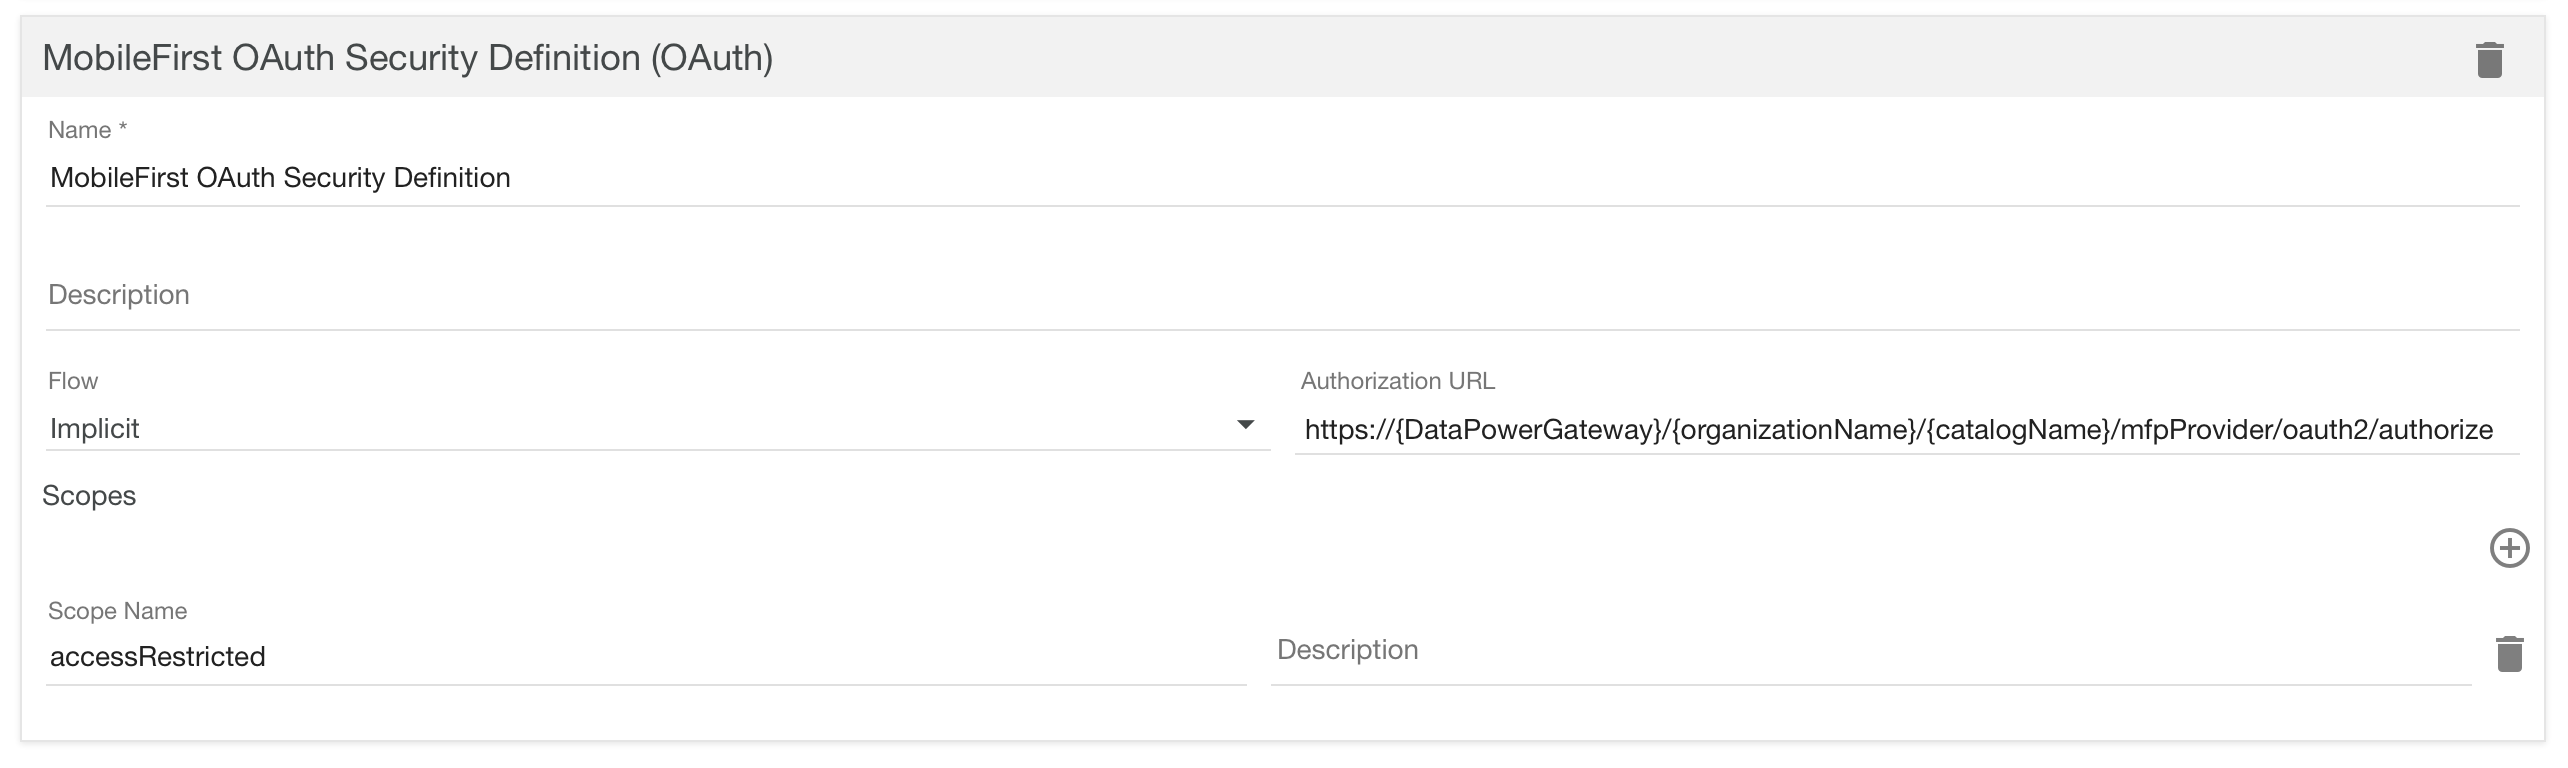 MobileFirst OAuth Security Definition (OAuth)
Name *
MobileFirst OAuth Security Definition
Description
Flow
Implicit
Authorization URL
https://{DataPowerGateway}/{organizationName}/{catalogName}/mfpProvider/oauth2/authorize
Scopes
Scope Name
accessRestricted
Description